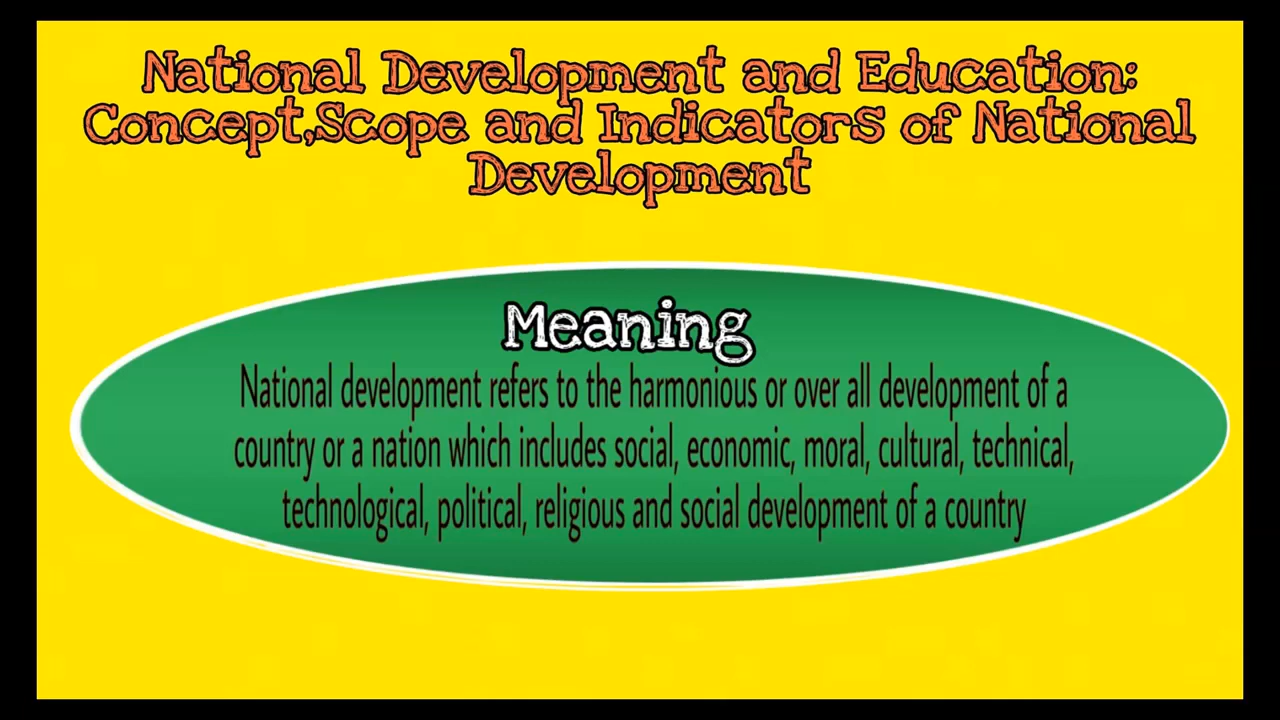 National Development and Education:
Concept,Scope and Indicators of National
Development
Meaning
National development refers to the harmonious or over all development of a
country or a nation which includes social, economic, moral, cultural, technical,
technological, political, religious and social development of a country